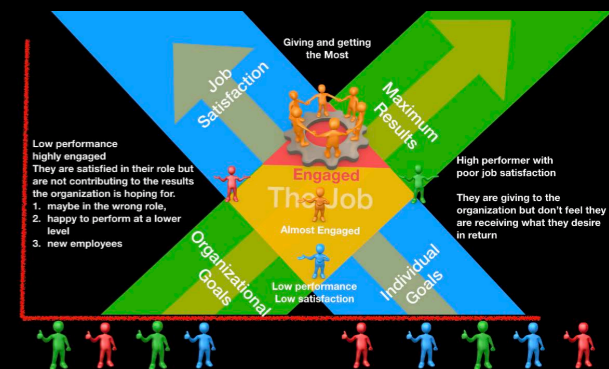 Giving and getting
the Most
Job
Satisfaction
Maximum
Results
Low performance
highly engaged
They are satisfied in their role but
are not contributing to the results
the organization is hoping for.
1. maybe in the wrong role,
2. happy to perform at a lower
level
3. new employees
High performer with
poor job satisfaction
They are giving to the
organization but don't feel they
are receiving what they desire
in return
Engaged
The Job
Almost Engaged
Low performance
Low satisfaction
Organizational
Goals
Individual
Goals